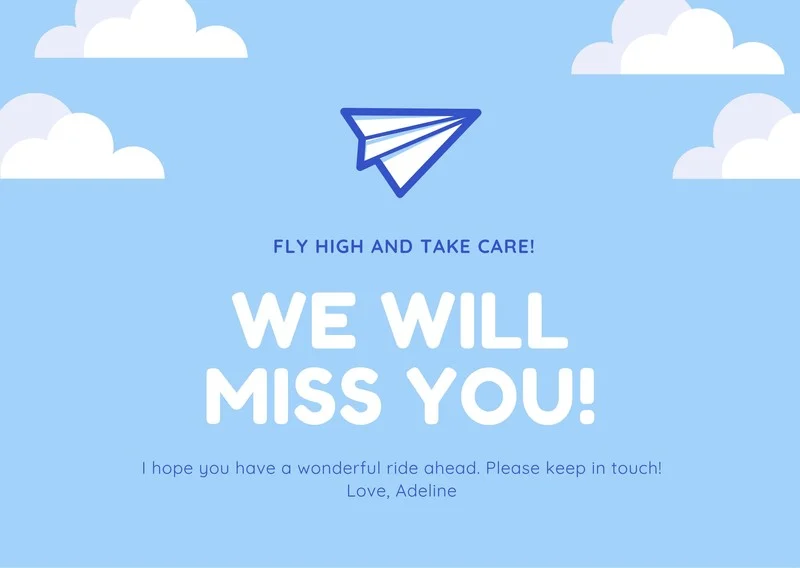 FLY HIGH AND TAKE CARE!
WE WILL
MISS YOU!
I hope you have a wonderful ride ahead. Please keep in touch!
Love, Adeline